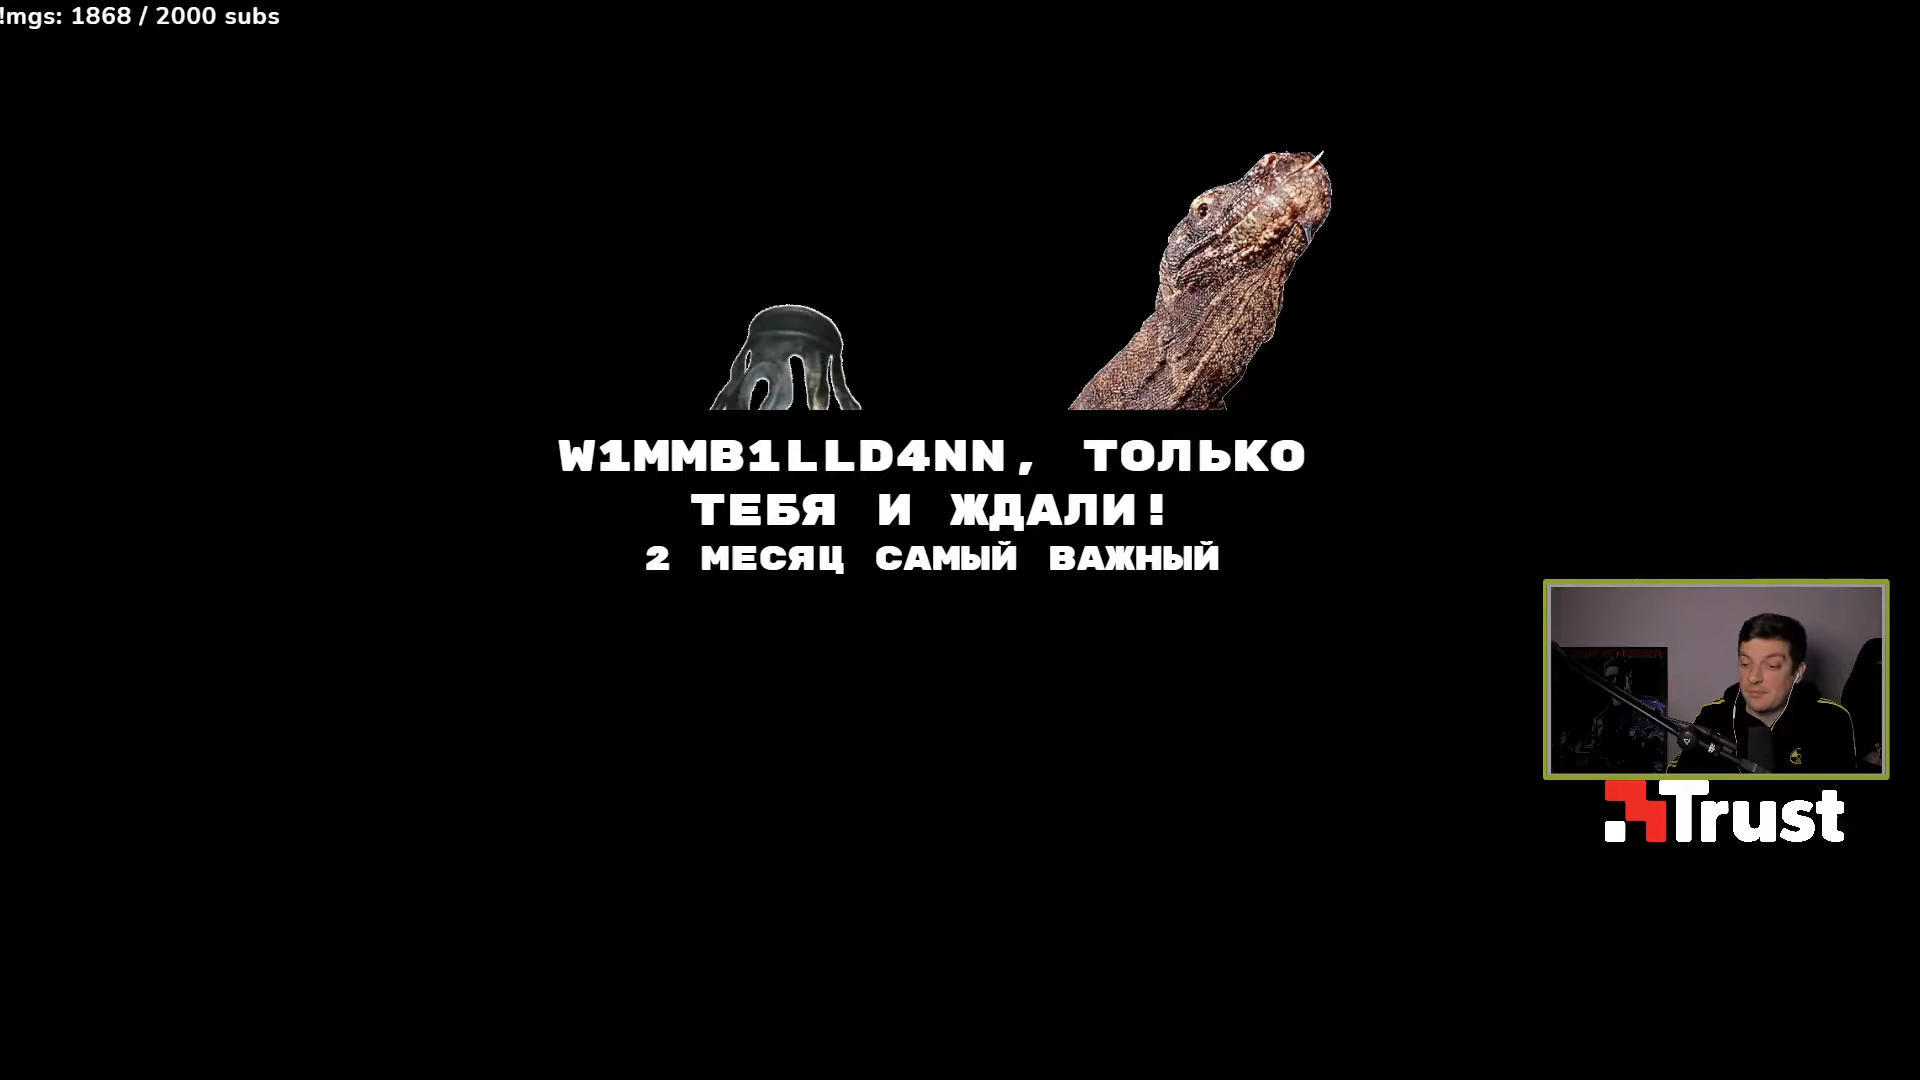 !mgs: 1868 / 2000 subs
W1MMB1LLD4NN, ТОЛЬКО
ТЕБЯ И ЖДАЛИ!
2 МЕСЯЦ САМЫЙ ВАЖНЫЙ
Trust